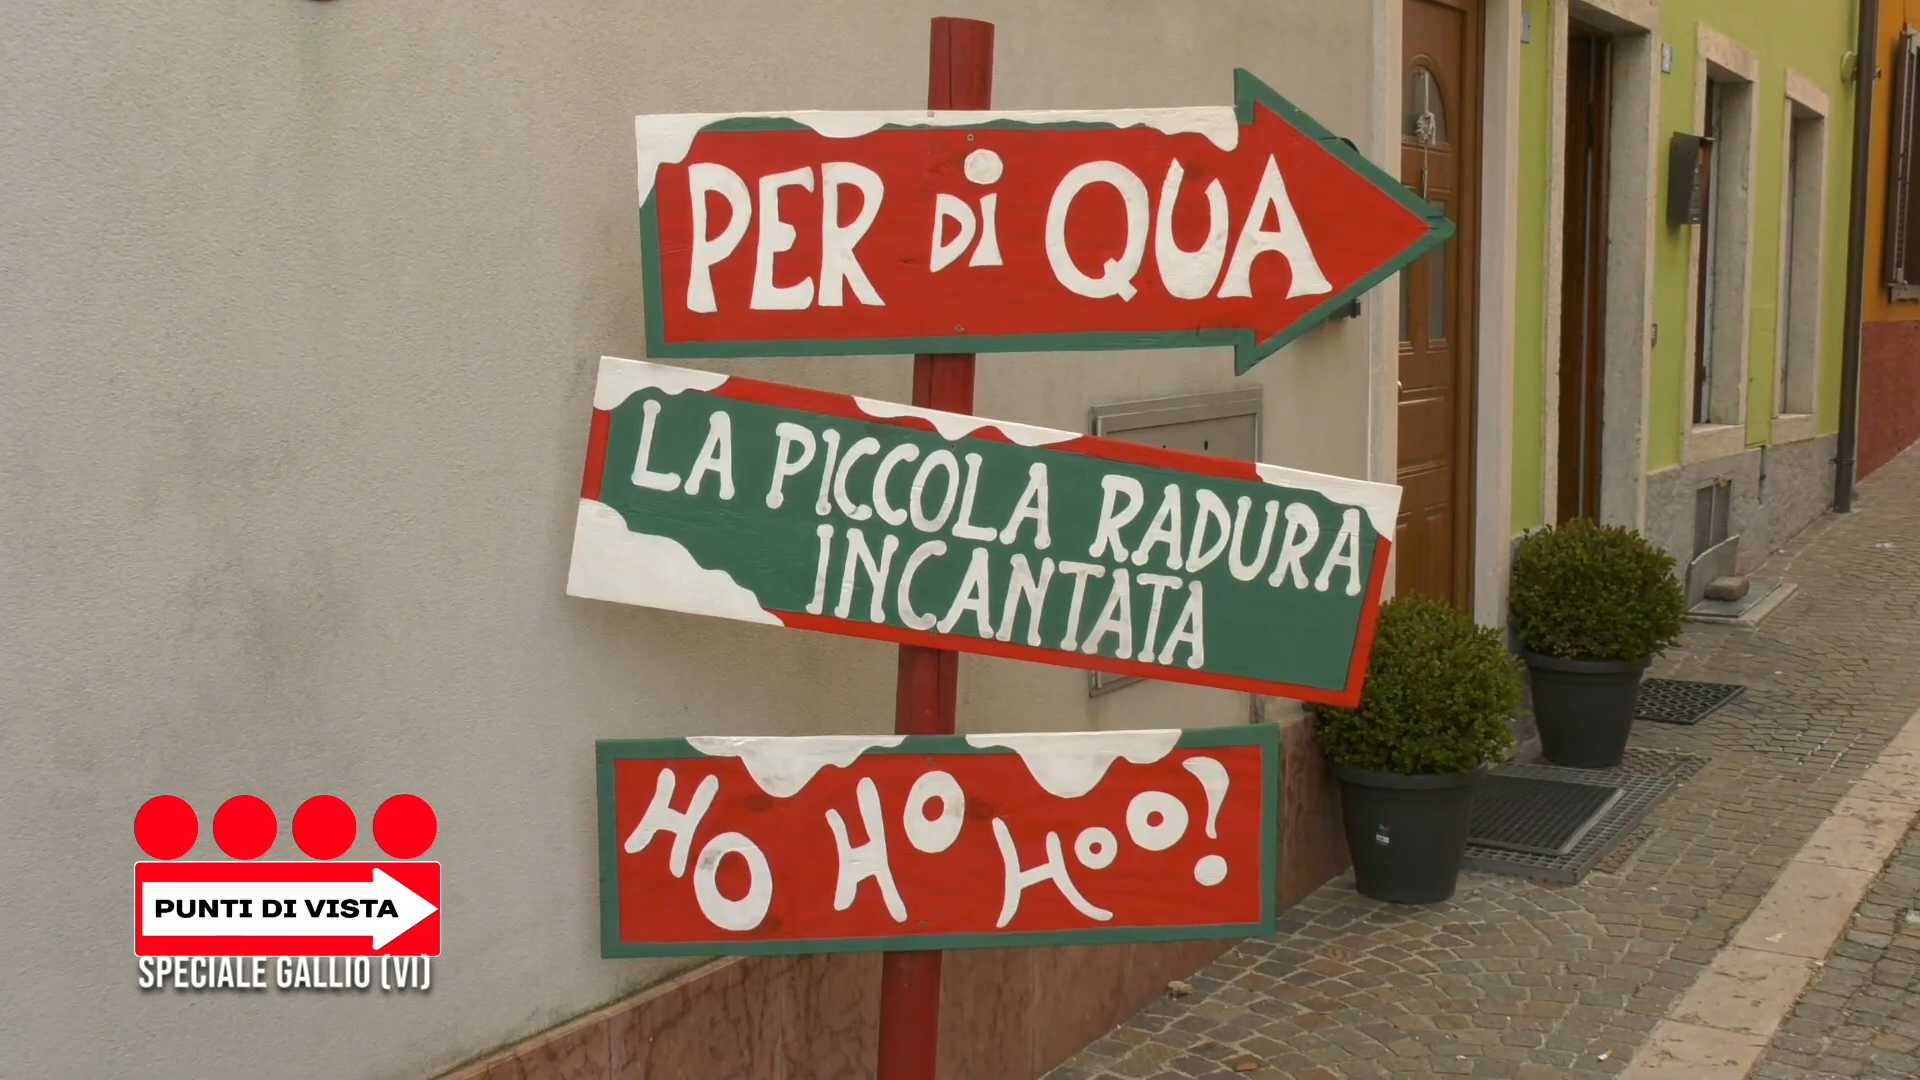 PER Di QUA
LA PICCOLA RADURA
INCANTATA
HO HO HOO!
PUNTI DI VISTA
SPECIALE GALLIO (VI)